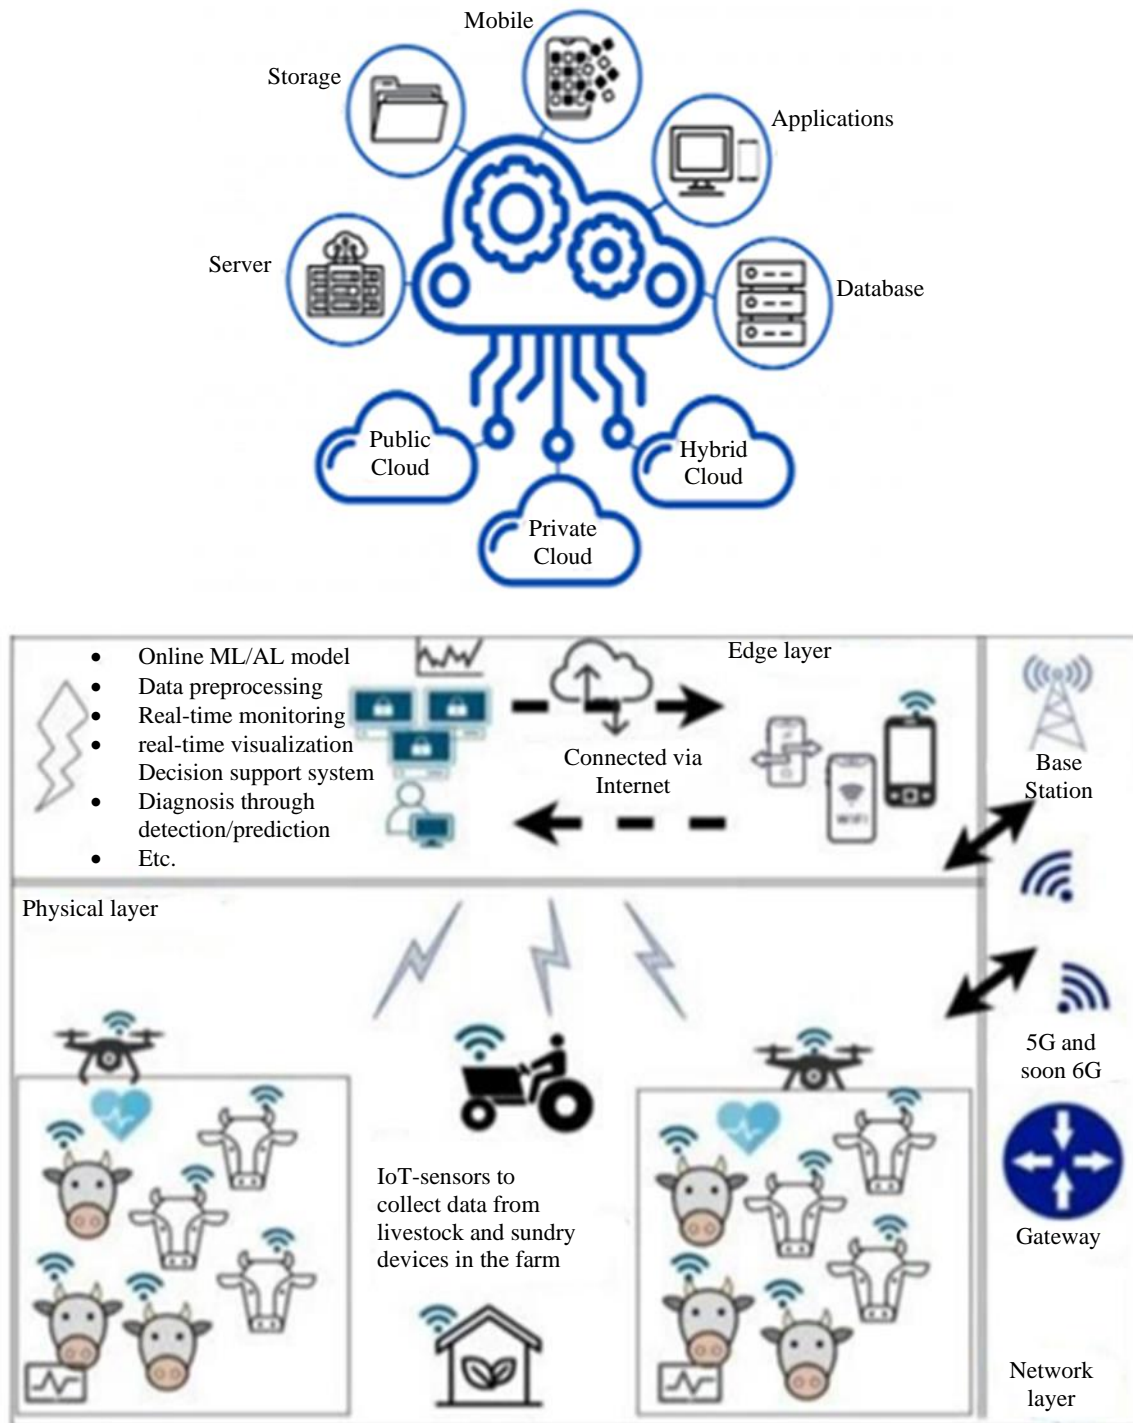 Mobile
Storage
Applications
Server
Database
Public
Cloud
Hybrid
Cloud
Private
Cloud
• Online ML/AL model
• Data preprocessing
• Real-time monitoring
• real-time visualization
Decision support system
• Diagnosis through
detection/prediction
• Etc.
Edge layer
Connected via
Internet
WiFi
Base
Station
Physical layer
5G and
soon 6G
IoT-sensors to
collect data from
livestock and sundry
devices in the farm
Gateway
Network
layer